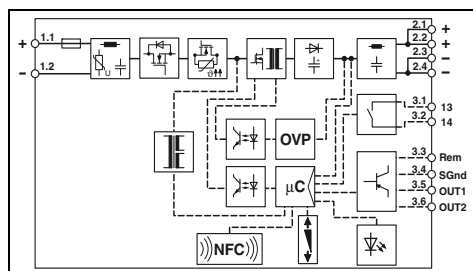 + 1.1
− 1.2
U
ϑ
2.1 +
2.2 +
2.3 −
2.4 −
OVP
μC
NFC
3.1 13
3.2 14
3.3 Rem
3.4 SGnd
3.5 OUT1
3.6 OUT2